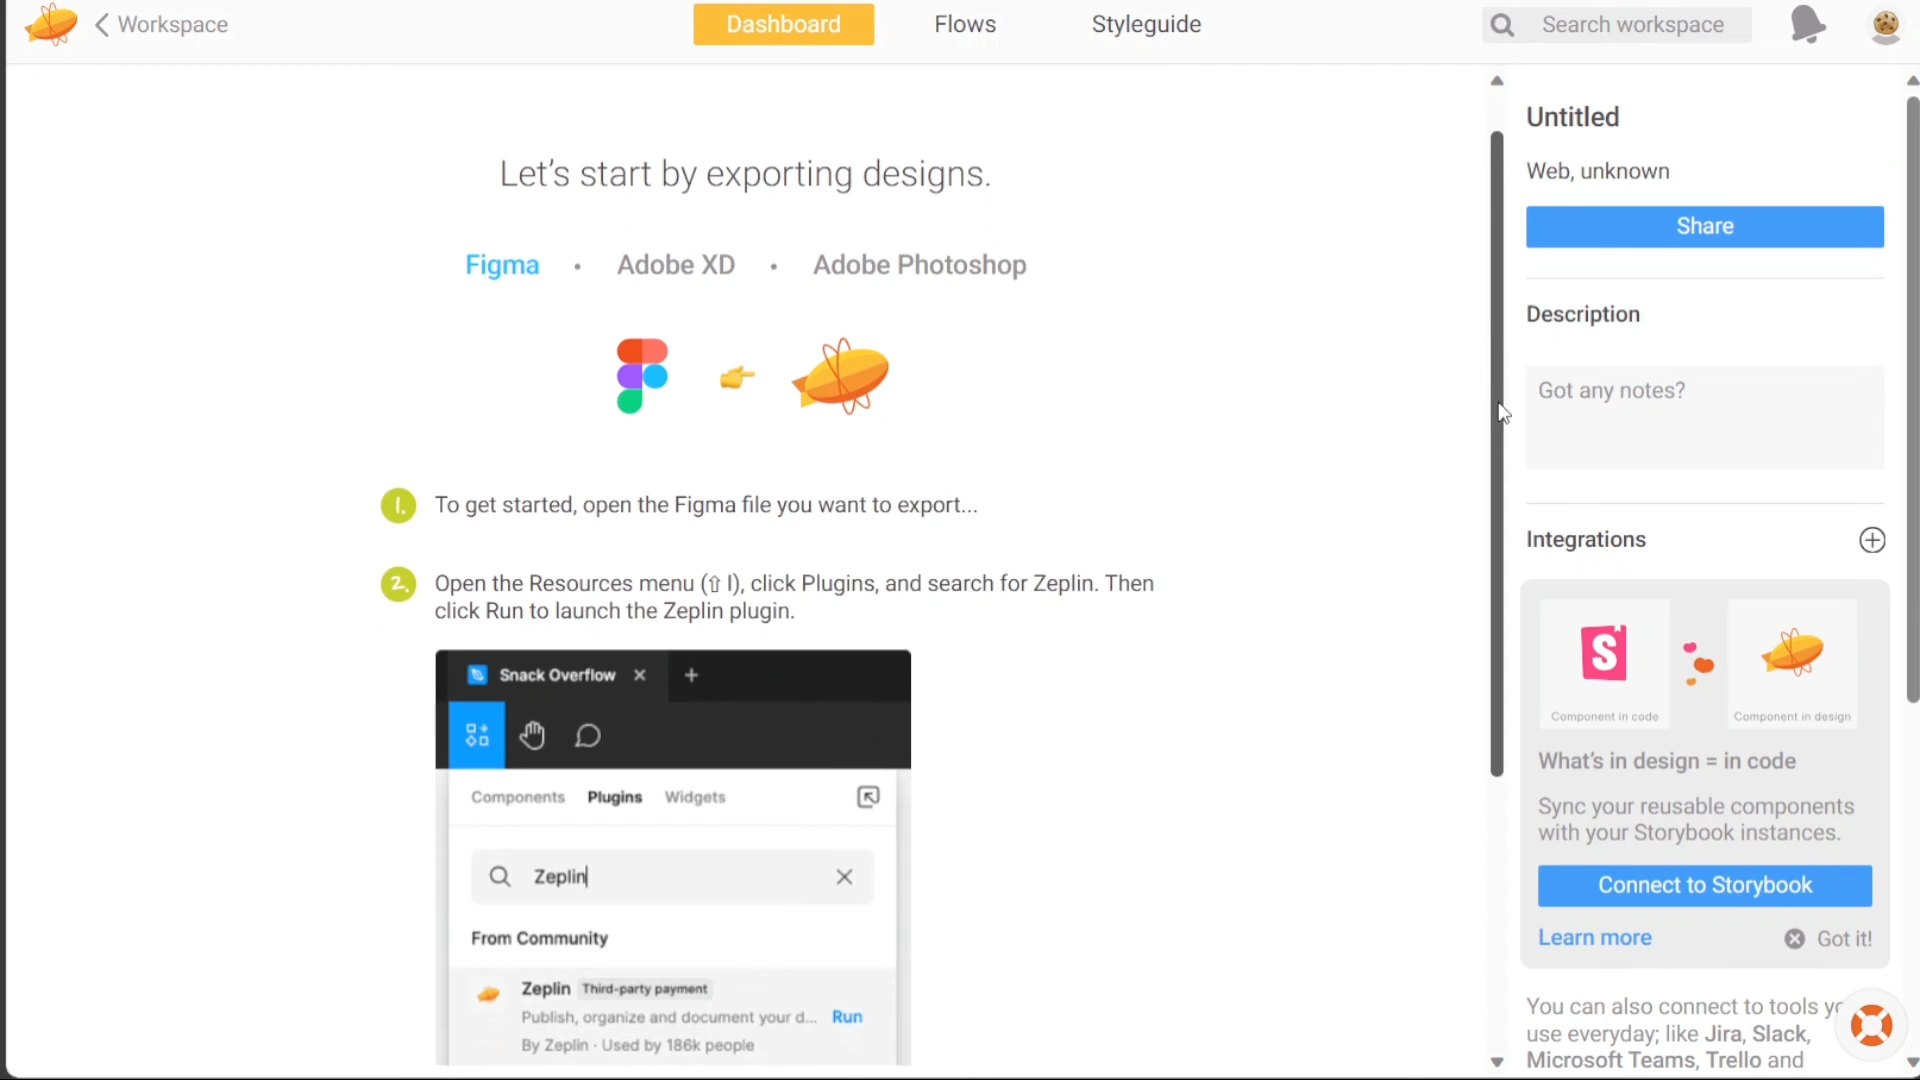 Workspace
Dashboard
Flows
Styleguide
Search workspace
Let's start by exporting designs.
Figma • Adobe XD • Adobe Photoshop
1. To get started, open the Figma file you want to export...
2. Open the Resources menu (⇧ I), click Plugins, and search for Zeplin. Then
click Run to launch the Zeplin plugin.
Snack Overflow
Components Plugins Widgets
Zeplin
From Community
Zeplin Third-party payment
Publish, organize and document your d... Run
By Zeplin · Used by 186k people
Untitled
Web, unknown
Share
Description
Got any notes?
Integrations
S
Component in code
Component in design
What's in design = in code
Sync your reusable components
with your Storybook instances.
Connect to Storybook
Learn more
Got it!
You can also connect to tools
use everyday; like Jira, Slack,
Microsoft Teams, Trello and